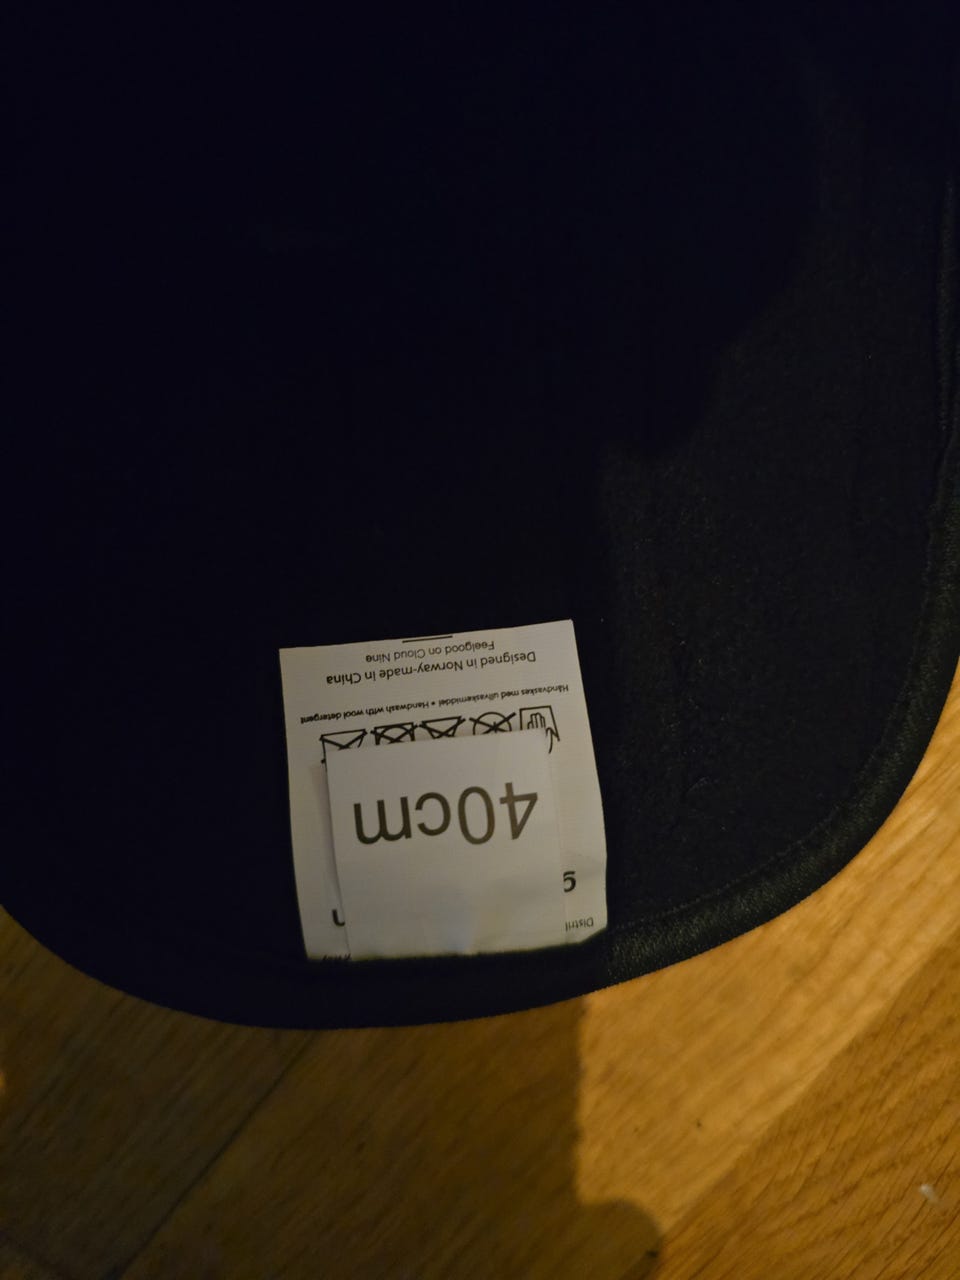 40cm
Håndvaskes med ullvaskemiddel • Handwash with wool detergent
Designed in Norway-made in China
Feelgood on Cloud Nine